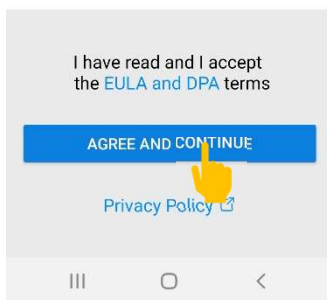 I have read and I accept
the EULA and DPA terms
AGREE AND CONTINUE
Privacy Policy